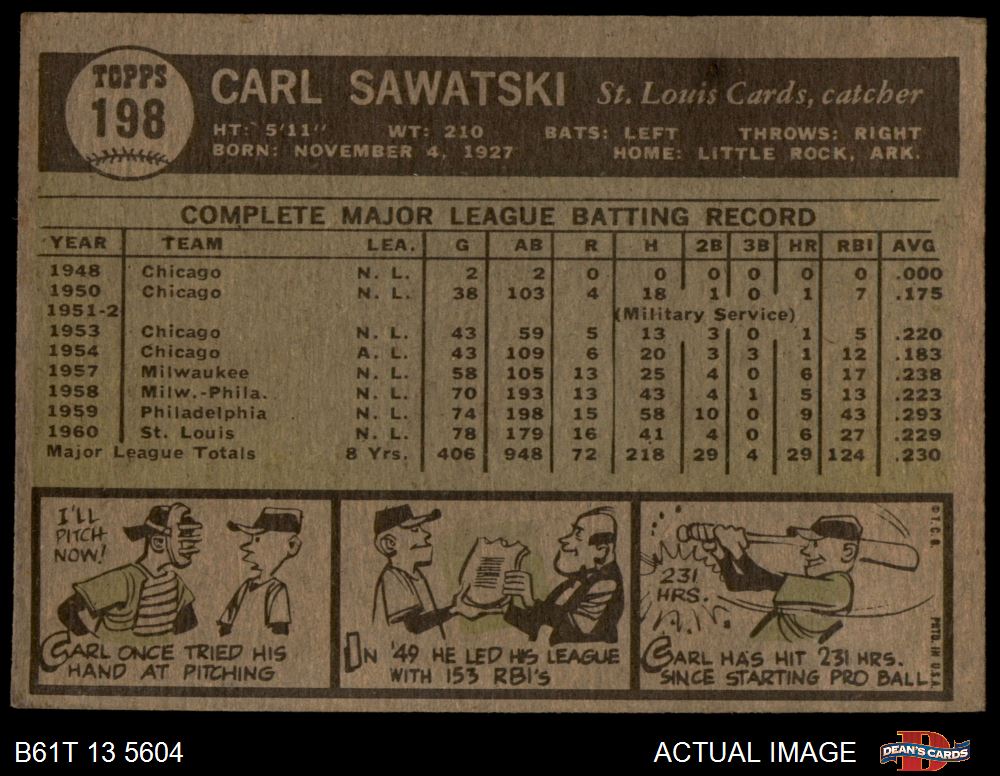 TOPPS
198
CARL SAWATSKI St. Louis Cards, catcher
HT: 5'11" WT: 210 BATS: LEFT THROWS: RIGHT
BORN: NOVEMBER 4, 1927 HOME: LITTLE ROCK, ARK.
COMPLETE MAJOR LEAGUE BATTING RECORD
YEAR TEAM LEA. G AB R H 2B 3B HR RBI AVG
1948 Chicago N. L. 2 2 0 0 0 0 0 0 .000
1950 Chicago N. L. 38 103 4 18 1 0 1 7 .175
1951-2 (Military Service)
1953 Chicago N. L. 43 59 5 13 3 0 1 5 .220
1954 Chicago A. L. 43 109 6 20 3 3 1 12 .183
1957 Milwaukee N. L. 58 105 13 25 4 0 6 17 .238
1958 Milw.-Phila. N. L. 70 193 13 43 4 1 5 13 .223
1959 Philadelphia N. L. 74 198 15 58 10 0 9 43 .293
1960 St. Louis N. L. 78 179 16 41 4 0 6 27 .229
Major League Totals 8 Yrs. 406 948 72 218 29 4 29 124 .230
I'LL
PITCH
NOW!
CARL ONCE TRIED HIS
HAND AT PITCHING
IN '49 HE LED HIS LEAGUE
WITH 153 RBI'S
231
HRS.
CARL HAS HIT 231 HRS.
SINCE STARTING PRO BALL.
© T. C. G.
PRTD. IN U.S.A.
B61T 13 5604
ACTUAL IMAGE
DEAN'S CARDS